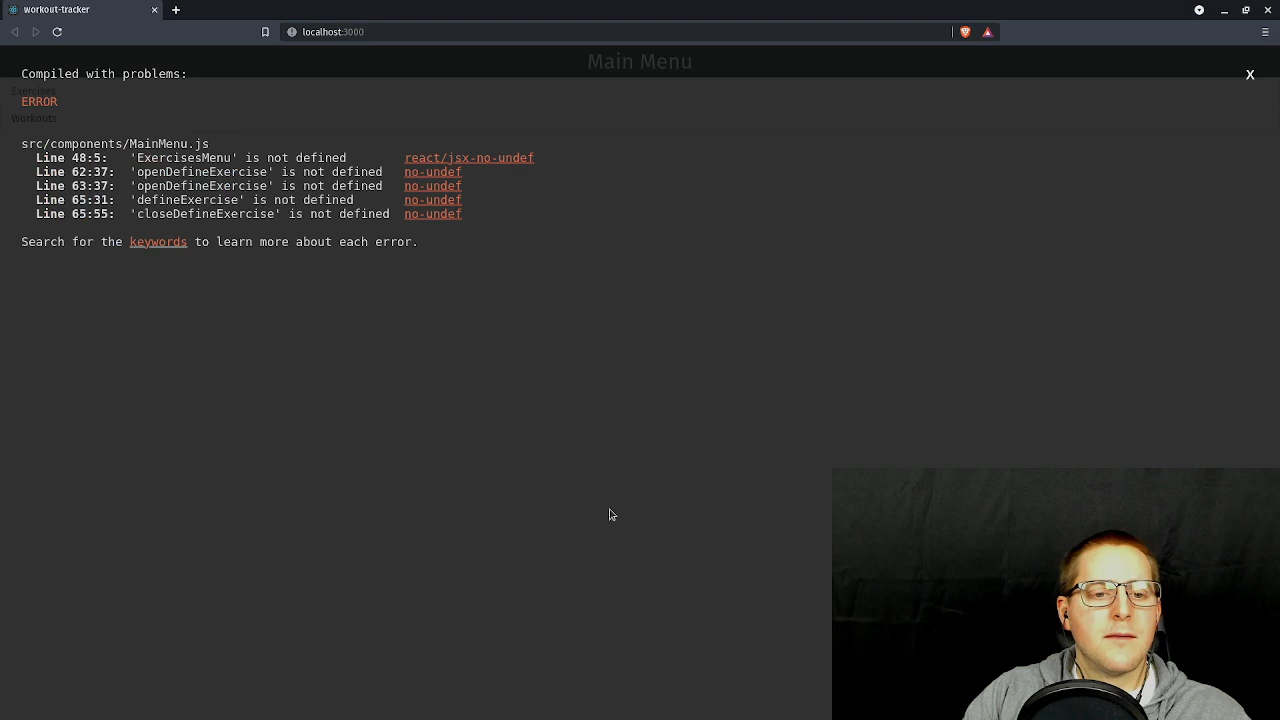 workout-tracker
localhost:3000
Main Menu
Compiled with problems:
X
Exercises
ERROR
Workouts
src/components/MainMenu.js
Line 48:5: 'ExercisesMenu' is not defined react/jsx-no-undef
Line 62:37: 'openDefineExercise' is not defined no-undef
Line 63:37: 'openDefineExercise' is not defined no-undef
Line 65:31: 'defineExercise' is not defined no-undef
Line 65:55: 'closeDefineExercise' is not defined no-undef
Search for the keywords to learn more about each error.